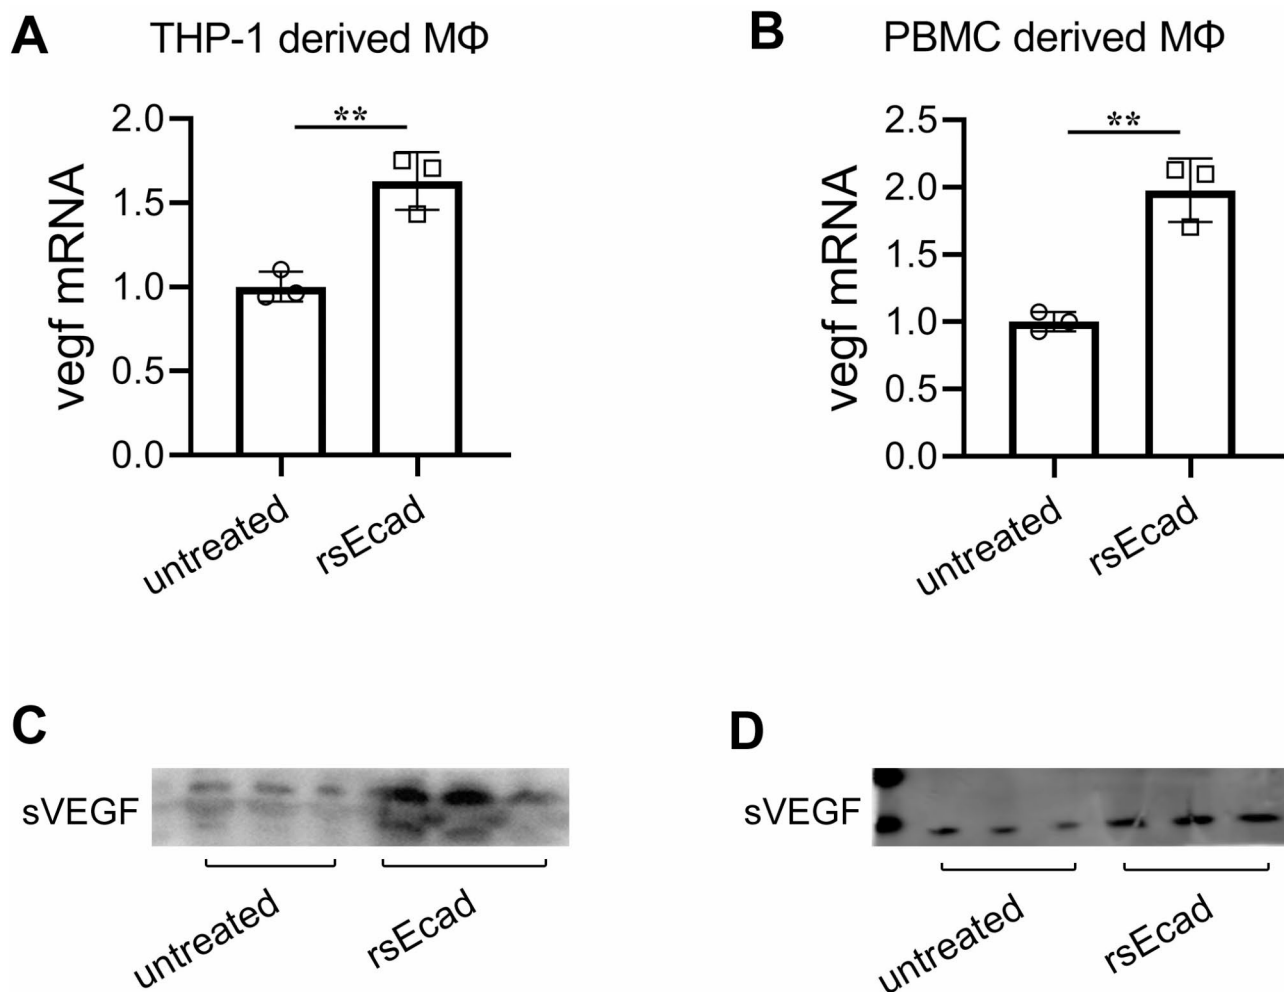 A THP-1 derived MΦ
**
vegf mRNA
2.0
1.5
1.0
0.5
0.0
untreated
rsEcad
B PBMC derived MΦ
**
vegf mRNA
2.5
2.0
1.5
1.0
0.5
0.0
untreated
rsEcad
C
sVEGF
untreated
rsEcad
D
sVEGF
untreated
rsEcad